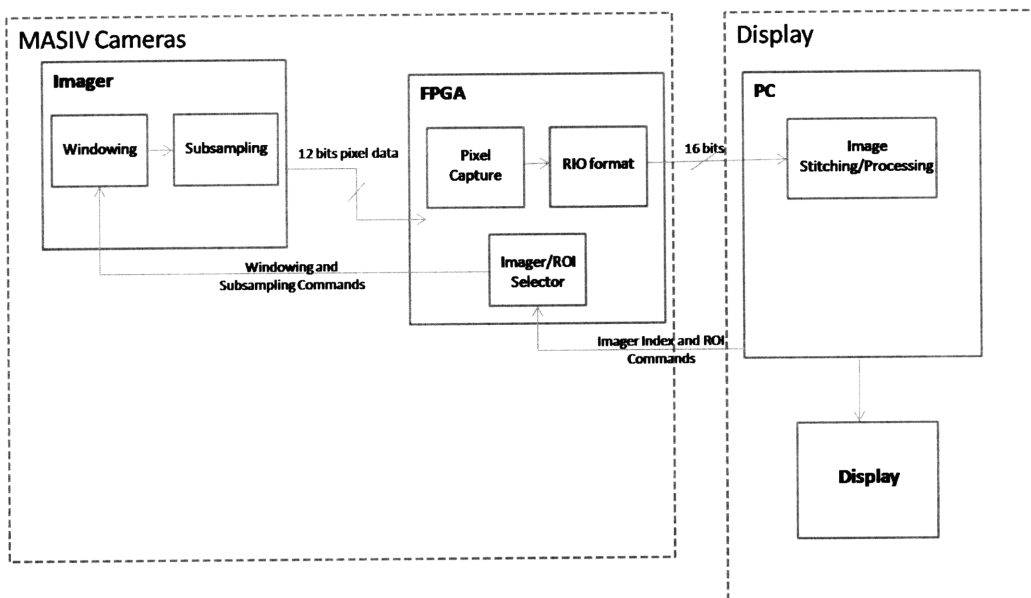 MASIV Cameras
Imager
Windowing
Subsampling
12 bits pixel data
FPGA
Pixel
Capture
RIO format
16 bits
Imager/ROI
Selector
Windowing and
Subsampling Commands
Imager Index and ROI
Commands
Display
PC
Image
Stitching/Processing
Display